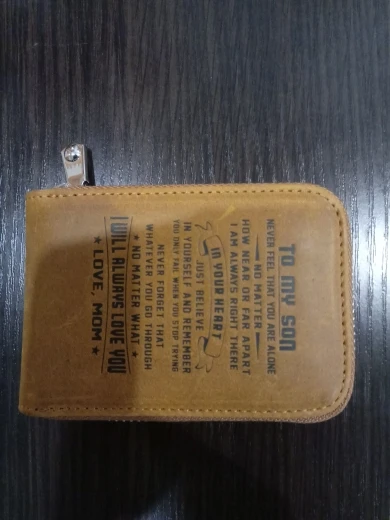 TO MY SON
NEVER FEEL THAT YOU ARE ALONE
NO MATTER
HOW NEAR OR FAR APART
I AM ALWAYS RIGHT THERE
IN YOUR HEART
JUST BELIEVE
IN YOURSELF AND REMEMBER
YOU ONLY FAIL WHEN YOU STOP TRYING
NEVER FORGET THAT
WHATEVER YOU GO THROUGH
★ NO MATTER WHAT ★
I WILL ALWAYS LOVE YOU
★ LOVE, MOM ★